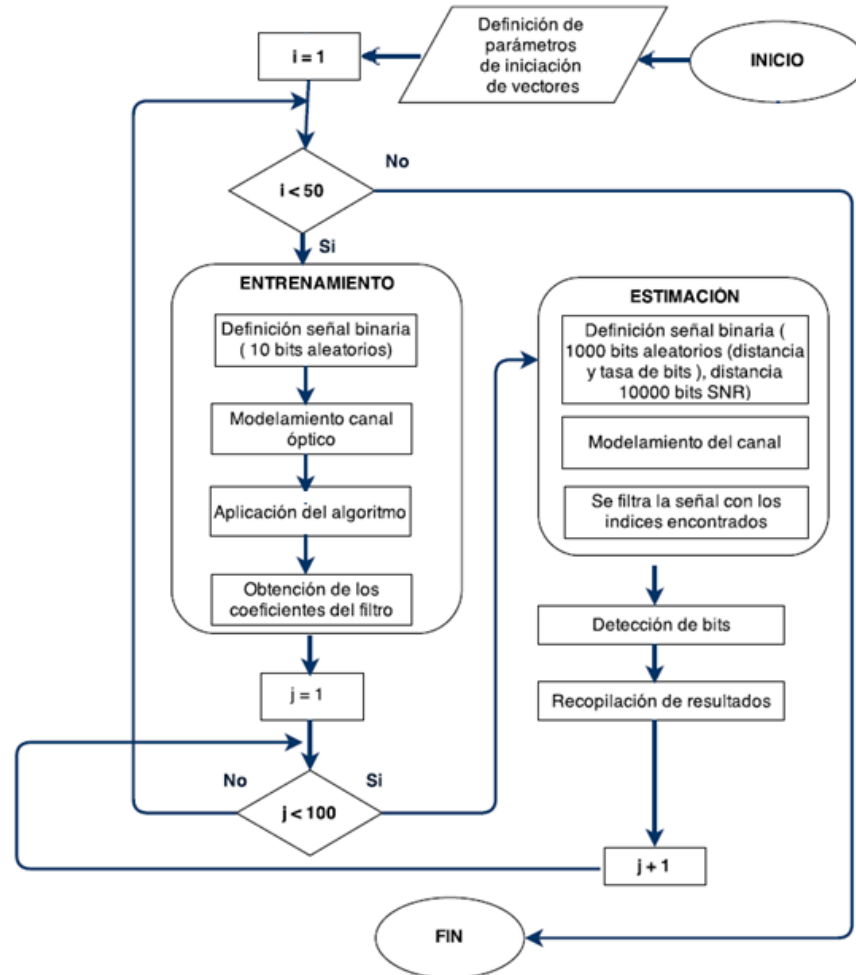 INICIO
Definición de
parámetros
de iniciación
de vectores
i = 1
i < 50
No
Si
ENTRENAMIENTO
Definición señal binaria
( 10 bits aleatorios)
Modelamiento canal
óptico
Aplicación del algoritmo
Obtención de los
coeficientes del filtro
j = 1
j < 100
No
Si
ESTIMACIÓN
Definición señal binaria (
1000 bits aleatorios (distancia
y tasa de bits ), distancia
10000 bits SNR)
Modelamiento del canal
Se filtra la señal con los
indices encontrados
Detección de bits
Recopilación de resultados
j + 1
FIN